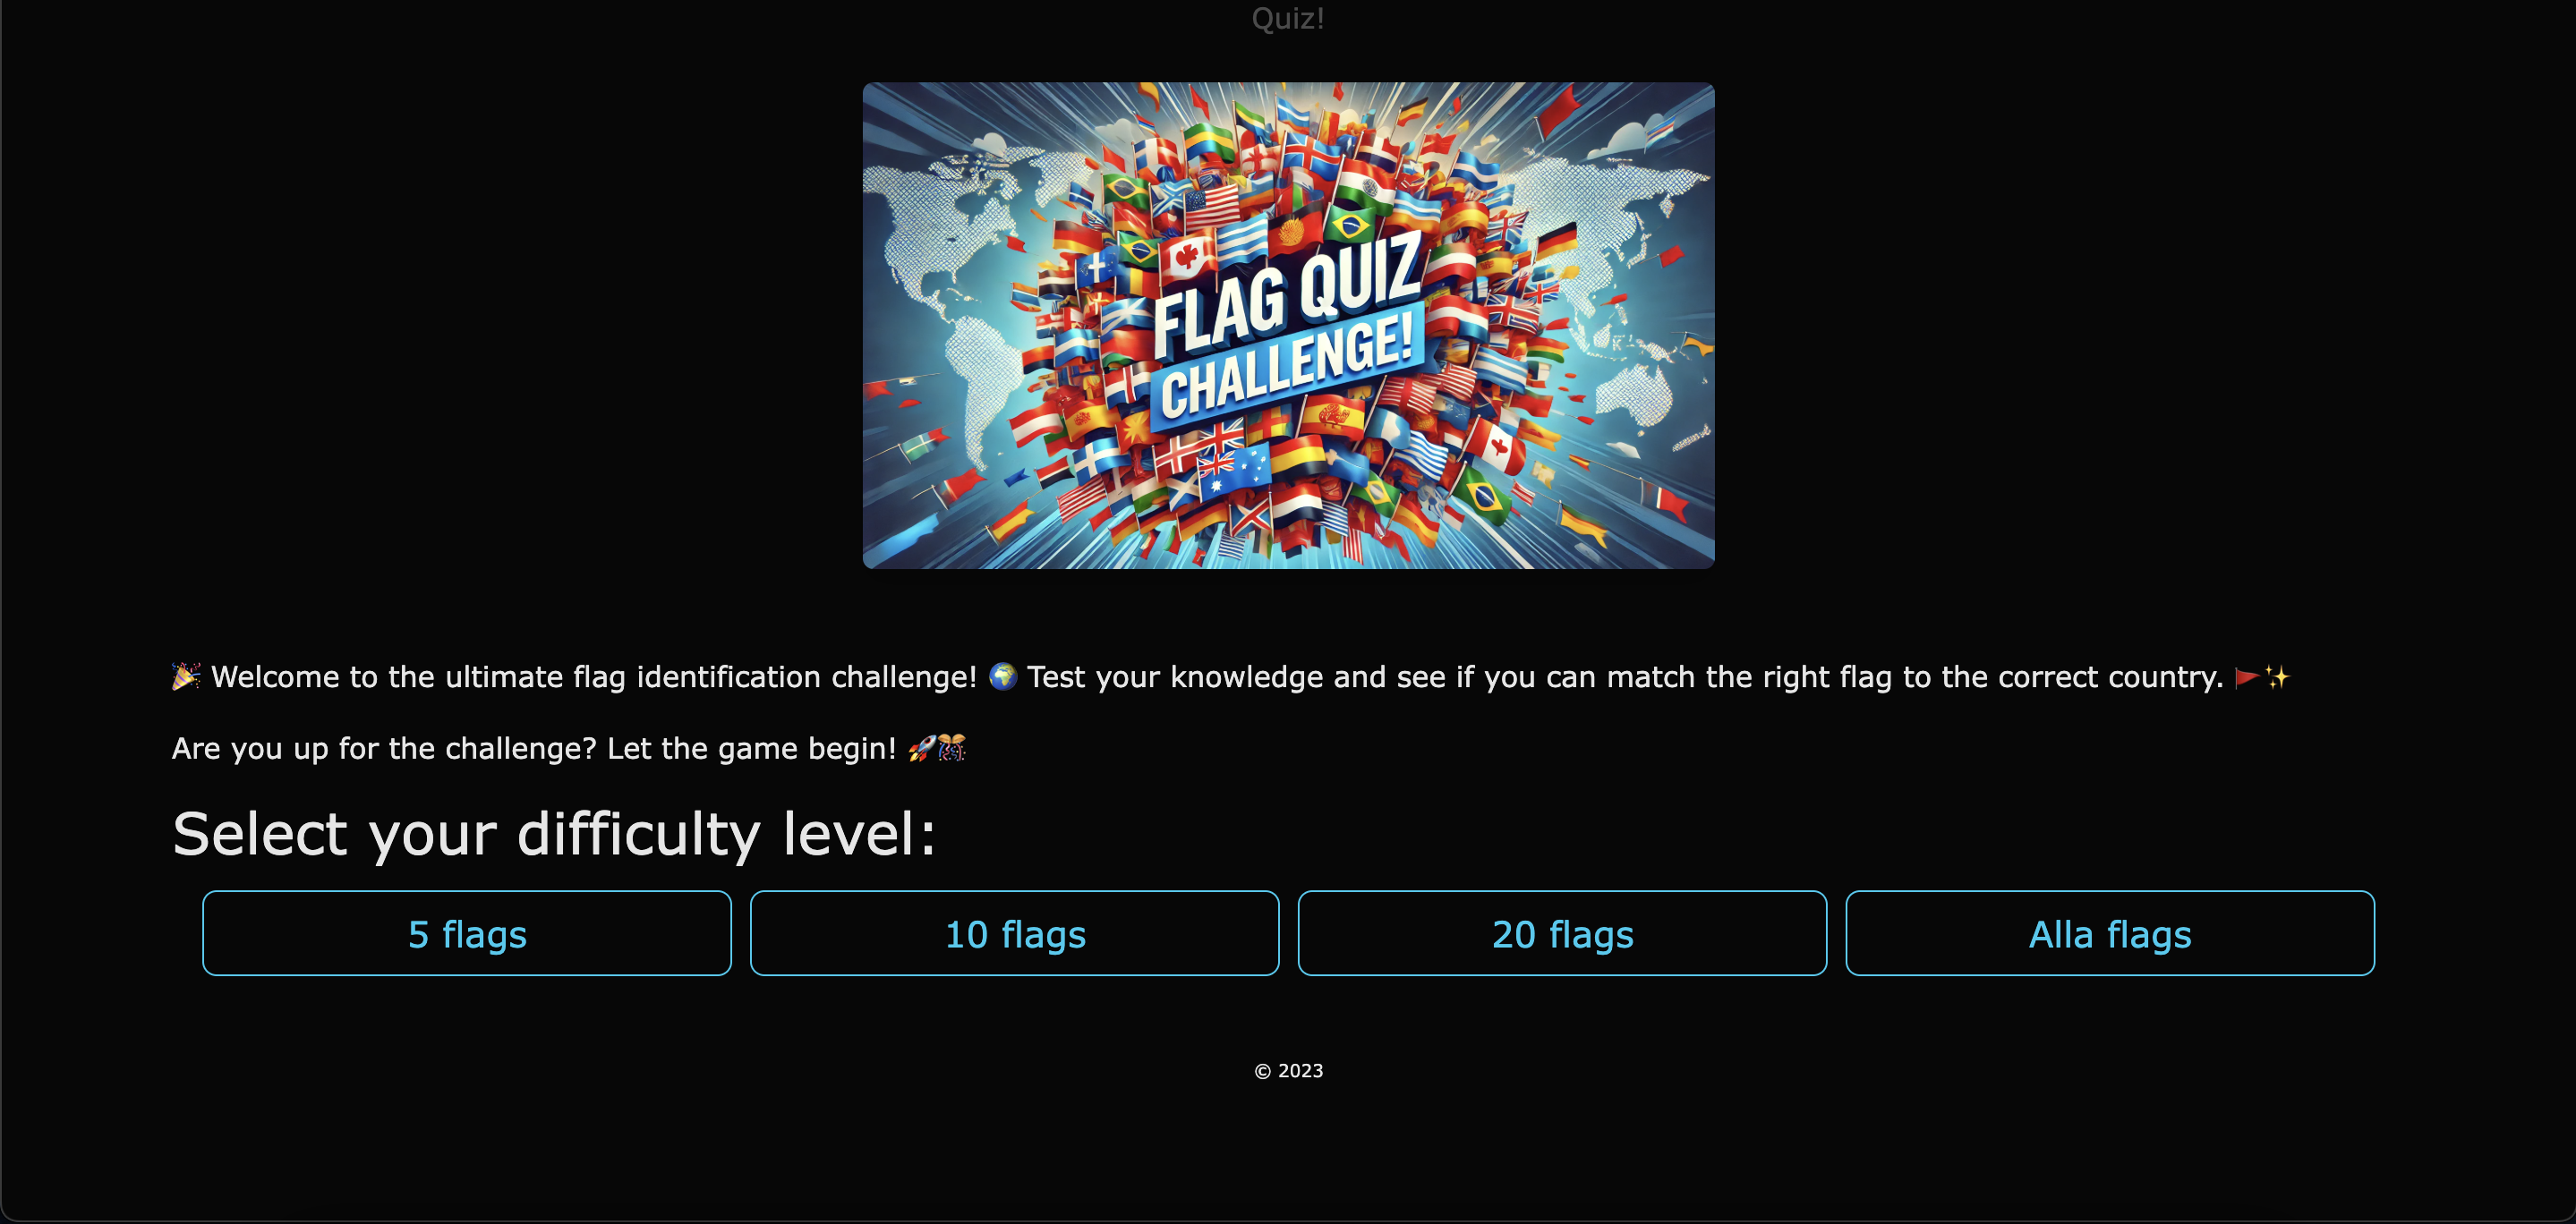 Quiz!
FLAG QUIZ
CHALLENGE!
🎉 Welcome to the ultimate flag identification challenge! 🌍 Test your knowledge and see if you can match the right flag to the correct country. 🚩✨
Are you up for the challenge? Let the game begin! 🚀🎊
Select your difficulty level:
5 flags
10 flags
20 flags
Alla flags
© 2023